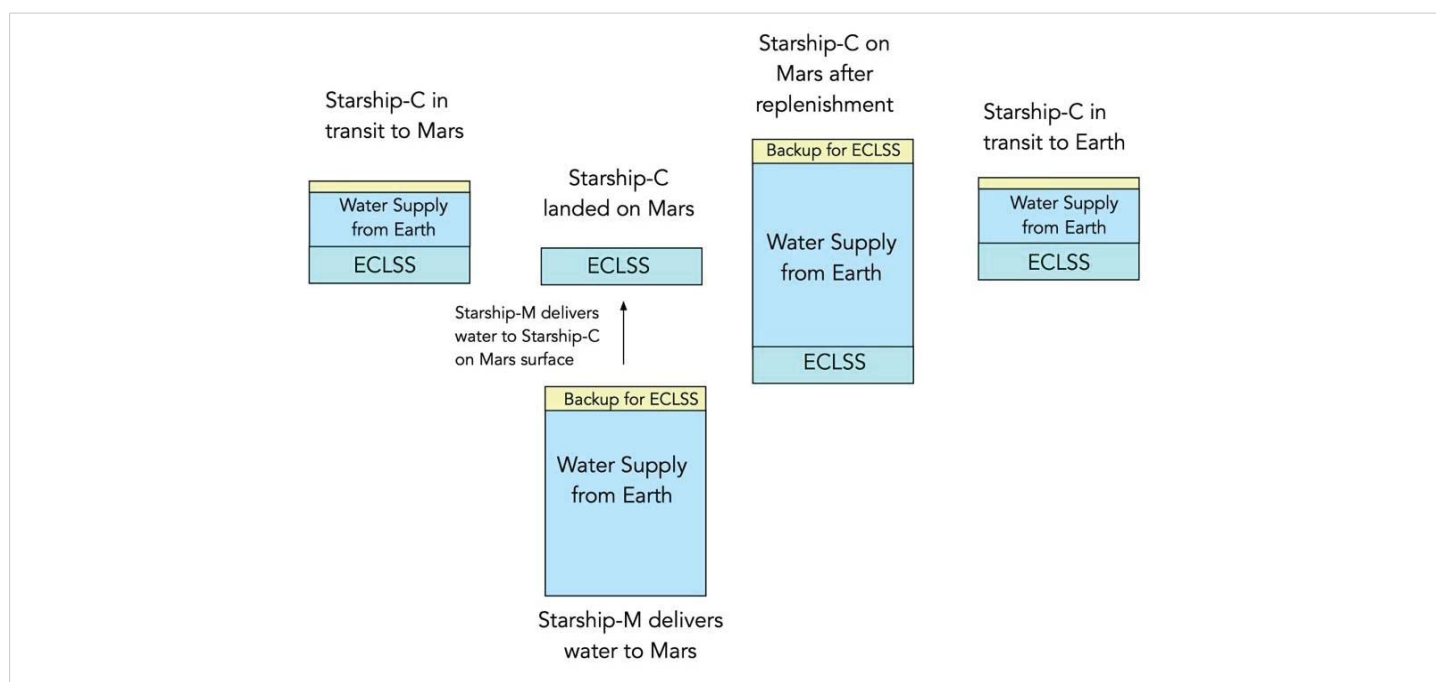 Starship-C in
transit to Mars
Water Supply
from Earth
ECLSS
Starship-C
landed on Mars
ECLSS
Starship-M delivers
water to Starship-C
on Mars surface
Backup for ECLSS
Water Supply
from Earth
Starship-M delivers
water to Mars
Starship-C on
Mars after
replenishment
Backup for ECLSS
Water Supply
from Earth
ECLSS
Starship-C in
transit to Earth
Water Supply
from Earth
ECLSS